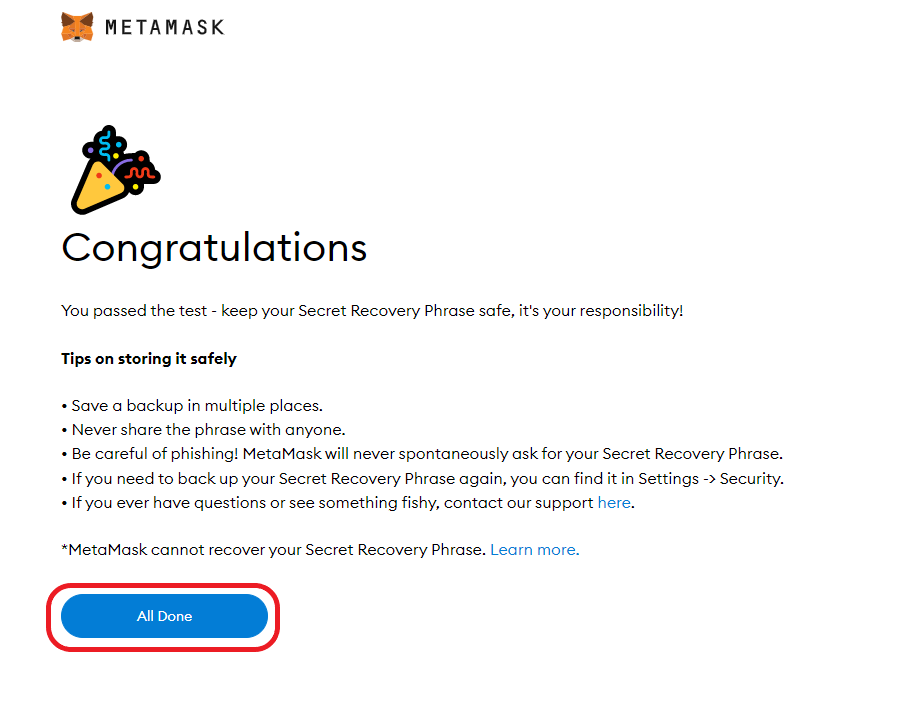 METAMASK
Congratulations
You passed the test - keep your Secret Recovery Phrase safe, it's your responsibility!
Tips on storing it safely
• Save a backup in multiple places.
• Never share the phrase with anyone.
• Be careful of phishing! MetaMask will never spontaneously ask for your Secret Recovery Phrase.
• If you need to back up your Secret Recovery Phrase again, you can find it in Settings -> Security.
• If you ever have questions or see something fishy, contact our support here.
*MetaMask cannot recover your Secret Recovery Phrase. Learn more.
All Done